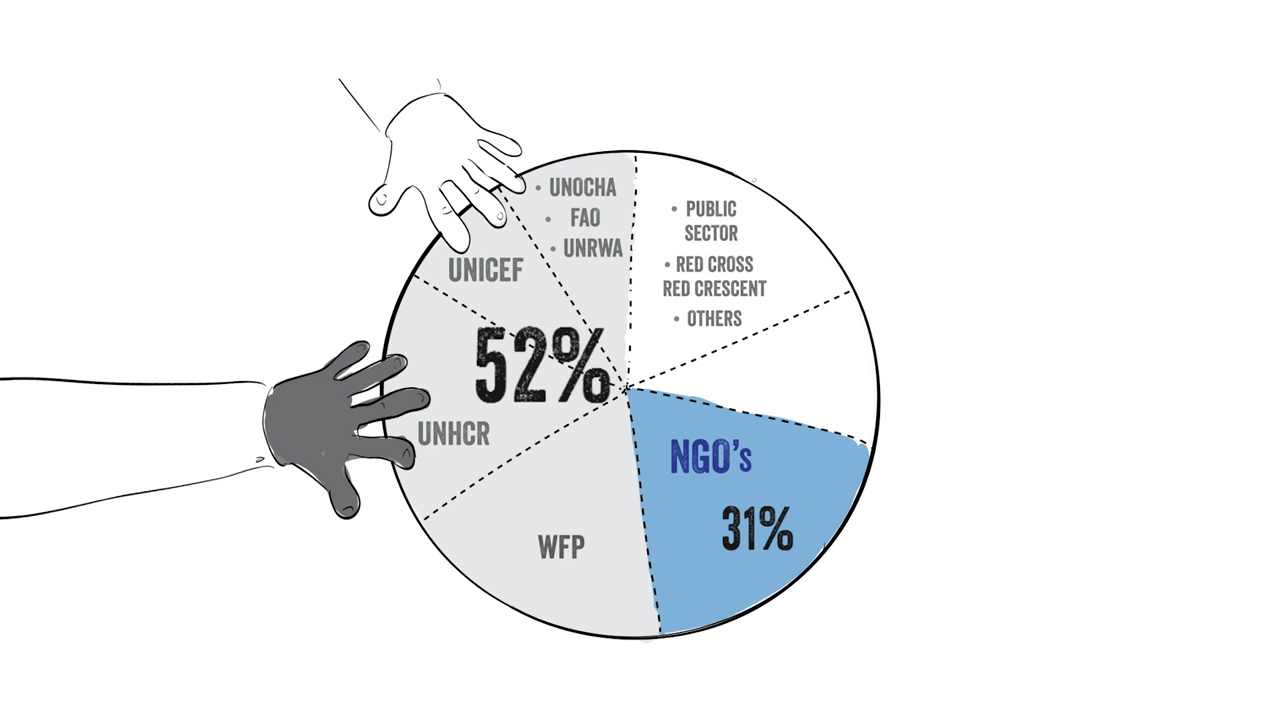 • UNOCHA
• FAO
• UNRWA
UNICEF
52%
UNHCR
WFP
• PUBLIC
SECTOR
• RED CROSS
RED CRESCENT
• OTHERS
NGO's
31%